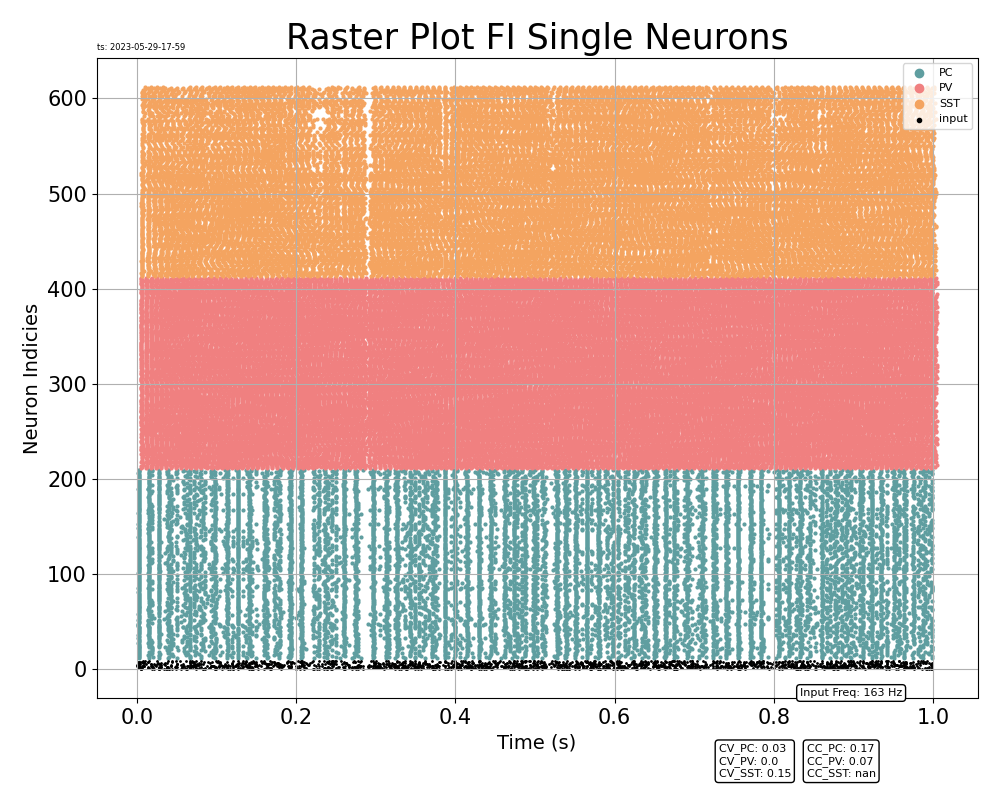 Raster Plot FI Single Neurons
ts: 2023-05-29-17-59
PC
PV
SST
input
600
500
400
300
200
100
0
Neuron Indicies
0.0 0.2 0.4 0.6 0.8 1.0
Time (s)
Input Freq: 163 Hz
CV_PC: 0.03
CV_PV: 0.0
CV_SST: 0.15
CC_PC: 0.17
CC_PV: 0.07
CC_SST: nan